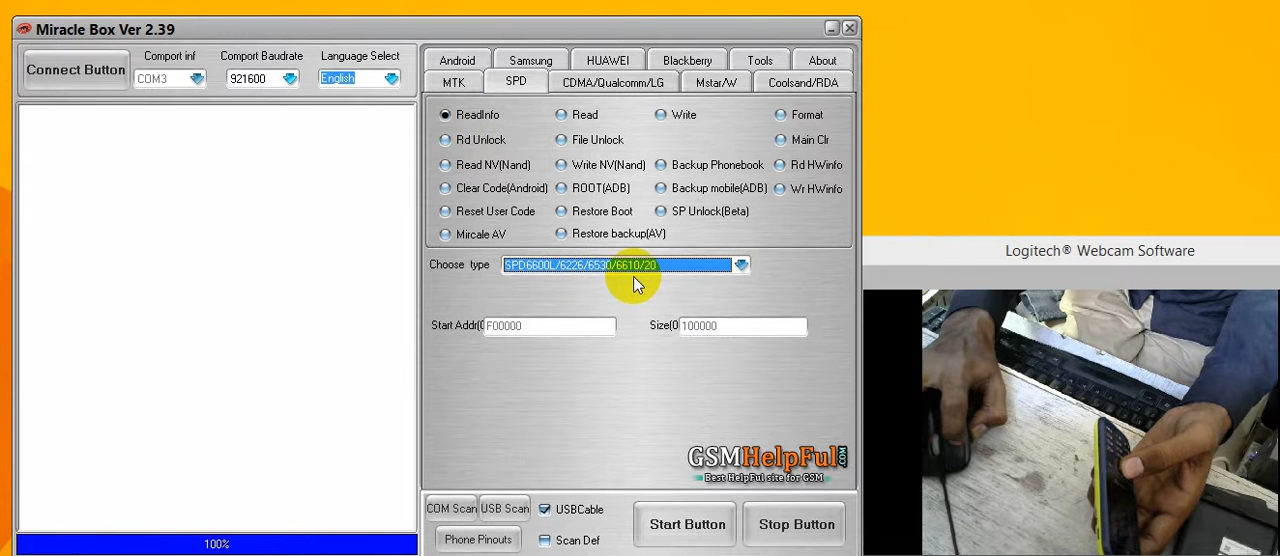 Miracle Box Ver 2.39
Connect Button
Comport inf
Comport Baudrate
Language Select
COM3
921600
English
Android
Samsung
HUAWEI
Blackberry
Tools
About
MTK
SPD
CDMA/Qualcomm/LG
Mstar/W
Coolsand/RDA
ReadInfo
Read
Write
Format
Rd Unlock
File Unlock
Main Clr
Read NV(Nand)
Write NV(Nand)
Backup Phonebook
Rd HWinfo
Clear Code(Android)
ROOT(ADB)
Backup mobile(ADB)
Wr HWinfo
Reset User Code
Restore Boot
SP Unlock(Beta)
Mircale AV
Restore backup(AV)
Choose type
SPD6600L/6226/6530/6610/20
Start Addr(0
F00000
Size(0
100000
GSMHelpFul.COM
Best HelpFul site for GSM
COM Scan
USB Scan
USBCable
Start Button
Stop Button
Phone Pinouts
Scan Def
100%
Logitech® Webcam Software